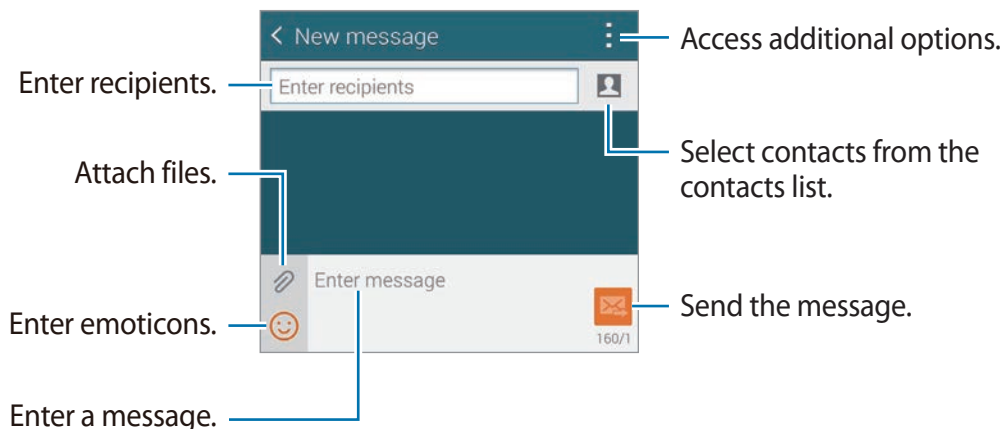 < New message
Access additional options.
Enter recipients.
Enter recipients
Select contacts from the
contacts list.
Attach files.
Enter message
Send the message.
Enter emoticons.
160/1
Enter a message.